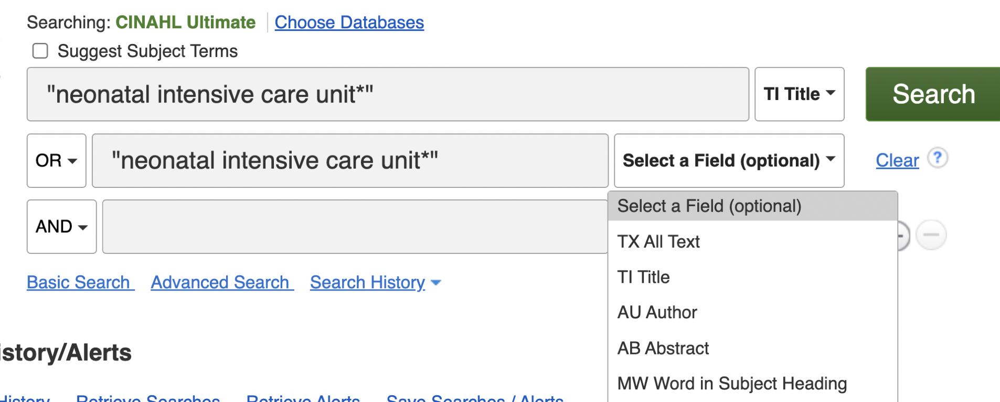 Searching: CINAHL Ultimate Choose Databases
Suggest Subject Terms
"neonatal intensive care unit*" TI Title Search
OR "neonatal intensive care unit*" Select a Field (optional) Clear ?
AND
Select a Field (optional)
TX All Text
TI Title
AU Author
AB Abstract
MW Word in Subject Heading
Basic Search Advanced Search Search History
istory/Alerts
History Retrieve Searches Retrieve Alerts Save Searches / Alerts